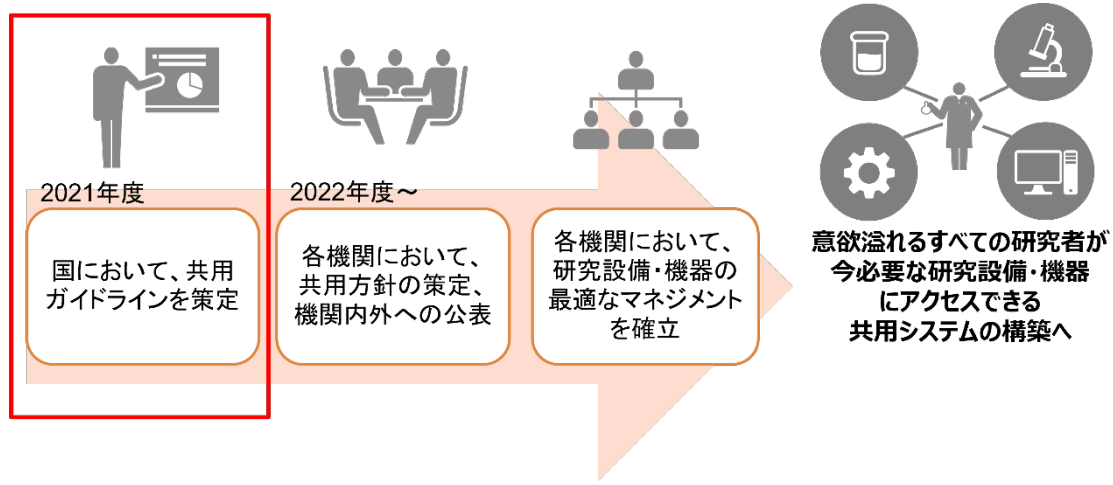 2021年度
国において、共用
ガイドラインを策定
2022年度～
各機関において、
共用方針の策定、
機関内外への公表
各機関において、
研究設備・機器の
最適なマネジメント
を確立
意欲溢れるすべての研究者が
今必要な研究設備・機器
にアクセスできる
共用システムの構築へ